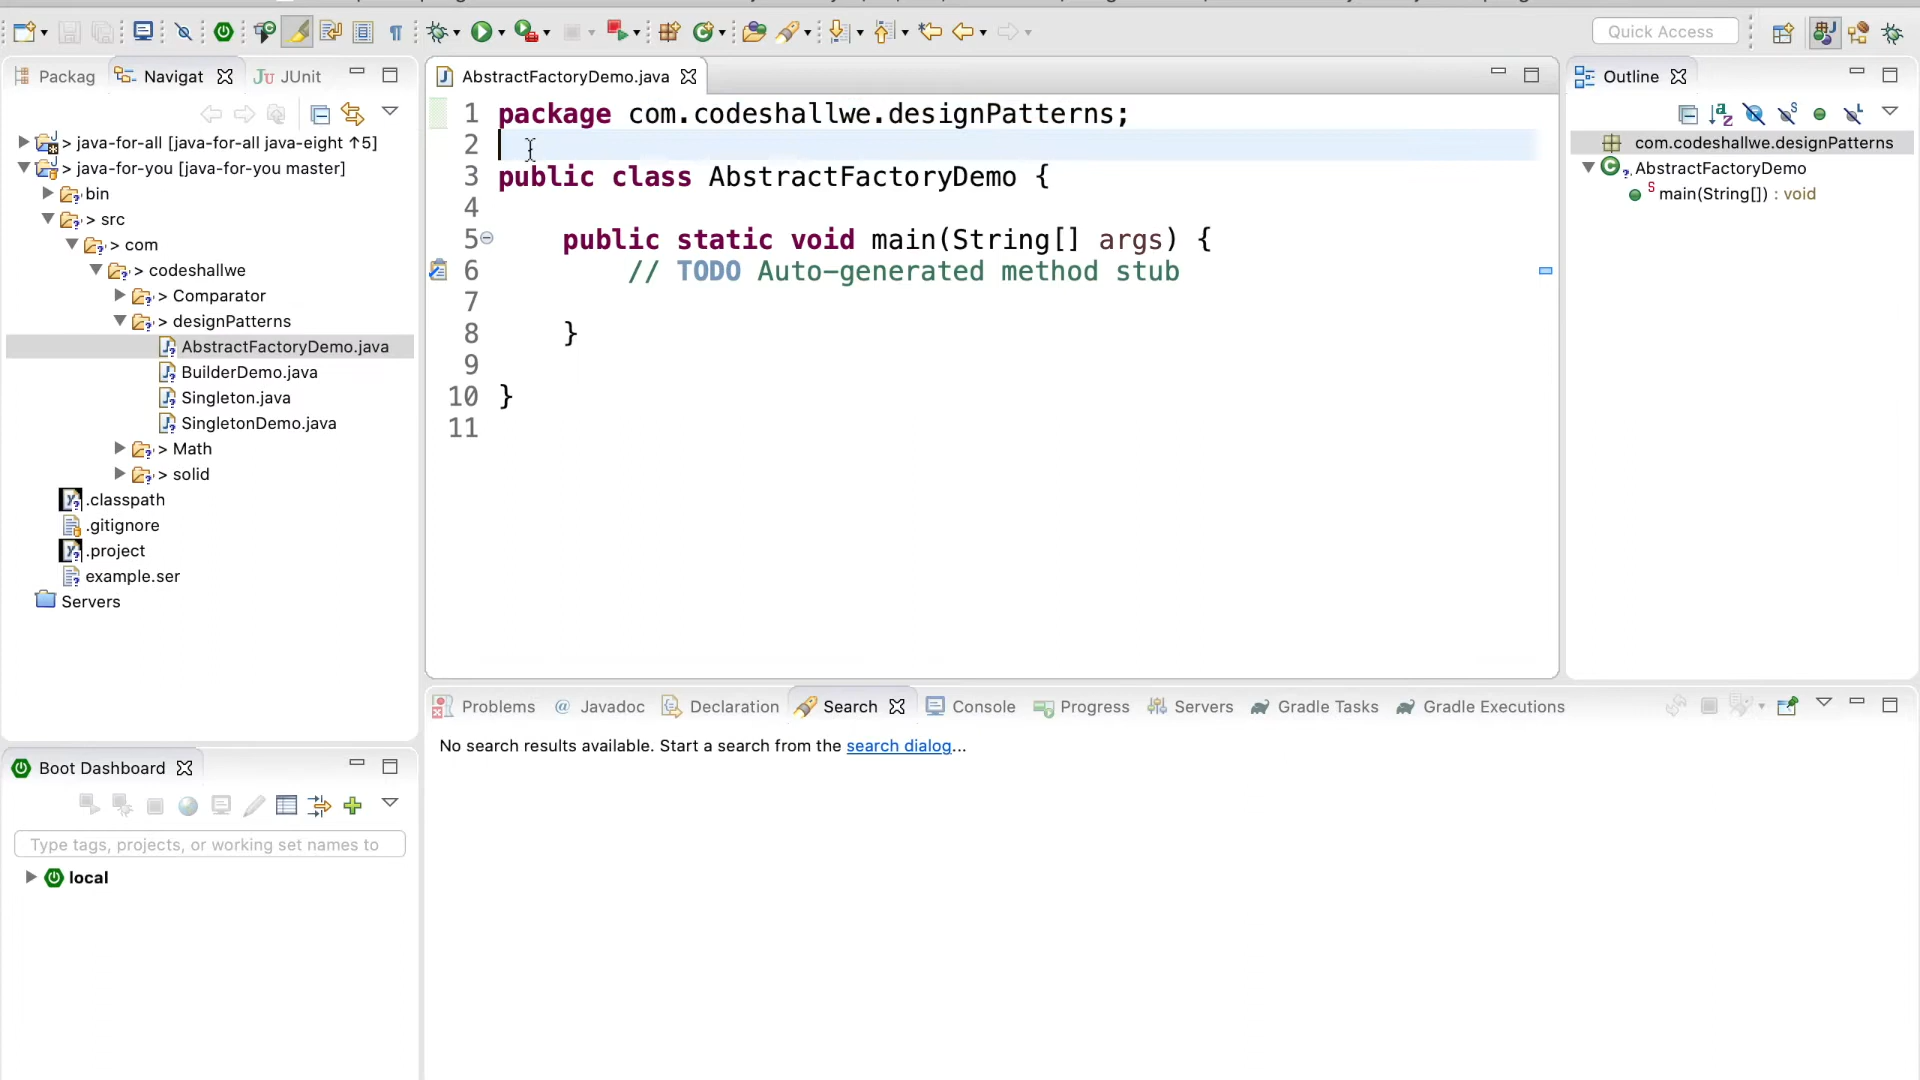 Quick Access
Packag
Navigat
JUnit
> java-for-all [java-for-all java-eight ↑5]
> java-for-you [java-for-you master]
bin
> src
> com
> codeshallwe
> Comparator
> designPatterns
AbstractFactoryDemo.java
BuilderDemo.java
Singleton.java
SingletonDemo.java
> Math
> solid
.classpath
.gitignore
.project
example.ser
Servers
AbstractFactoryDemo.java
1 package com.codeshallwe.designPatterns;
2
3 public class AbstractFactoryDemo {
4
5 public static void main(String[] args) {
6 // TODO Auto-generated method stub
7
8 }
9
10 }
11
Outline
com.codeshallwe.designPatterns
AbstractFactoryDemo
main(String[]) : void
Problems
@ Javadoc
Declaration
Search
Console
Progress
Servers
Gradle Tasks
Gradle Executions
No search results available. Start a search from the search dialog...
Boot Dashboard
Type tags, projects, or working set names to
local